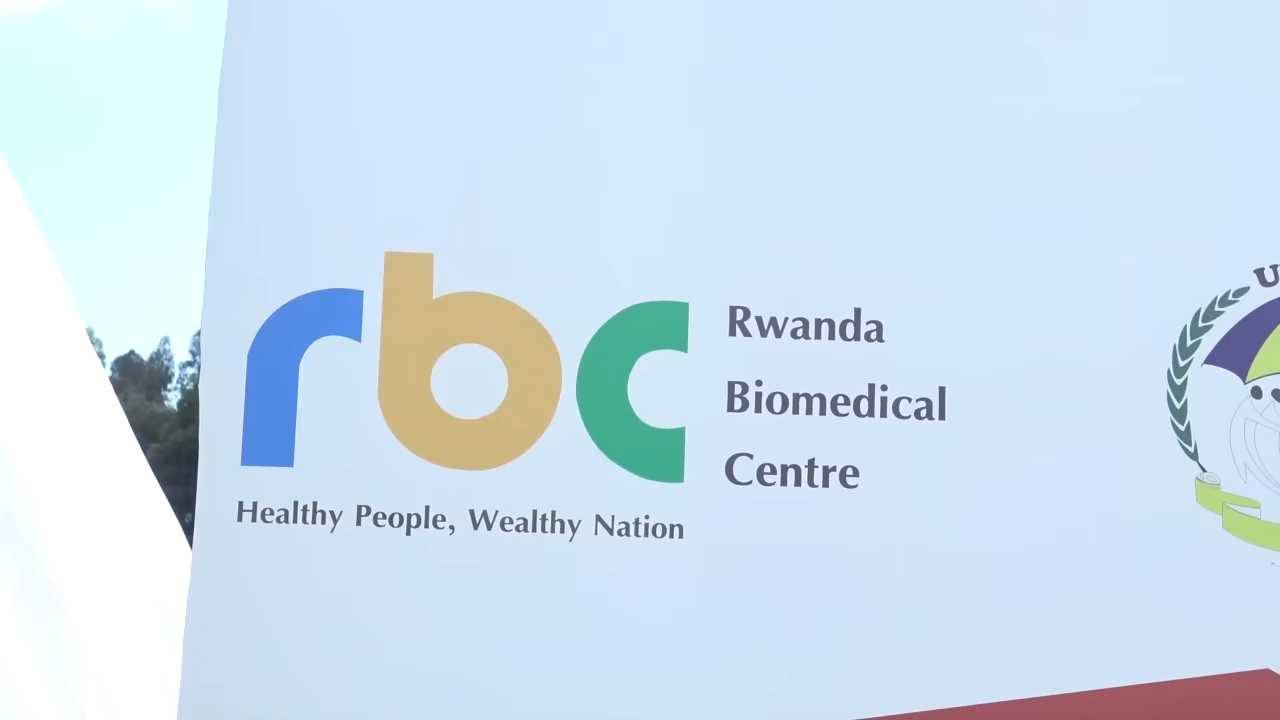 rbc
Rwanda
Biomedical
Centre
Healthy People, Wealthy Nation